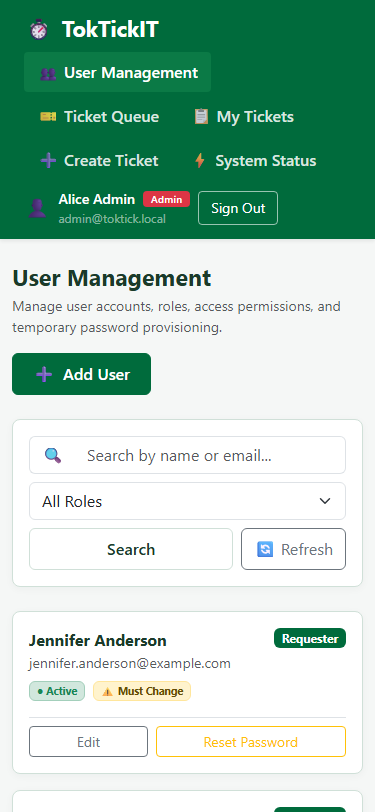 TokTickIT
User Management
Ticket Queue
My Tickets
Create Ticket
System Status
Alice Admin
Admin
admin@toktick.local
Sign Out
User Management
Manage user accounts, roles, access permissions, and
temporary password provisioning.
Add User
Search by name or email...
All Roles
Search
Refresh
Jennifer Anderson
Requester
jennifer.anderson@example.com
Active
Must Change
Edit
Reset Password